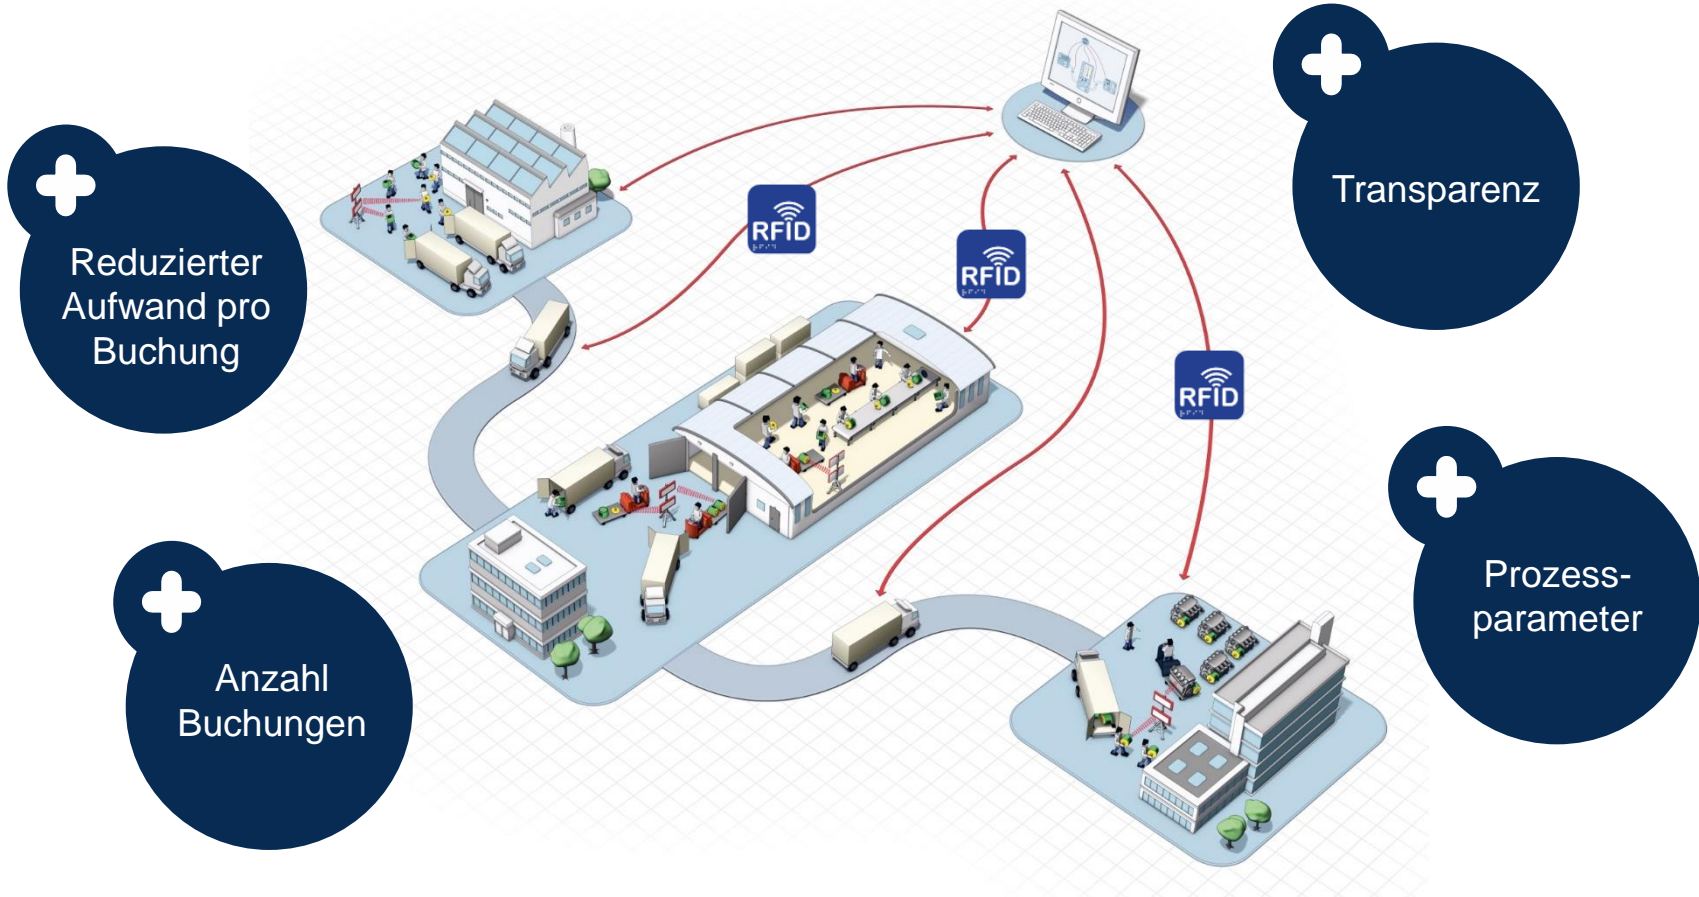 Transparenz
RFID
Reduzierter
Aufwand pro
Buchung
RFID
RFID
Prozess-
parameter
Anzahl
Buchungen